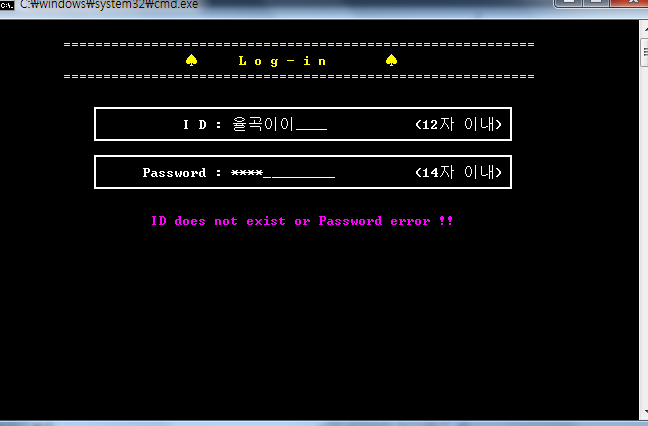 C:\windows\system32\cmd.exe
===========================================================
♠ L o g - i n ♠
===========================================================
I D : 율곡이이____ (12자 이내)
Password : ****_________ (14자 이내)
ID does not exist or Password error !!